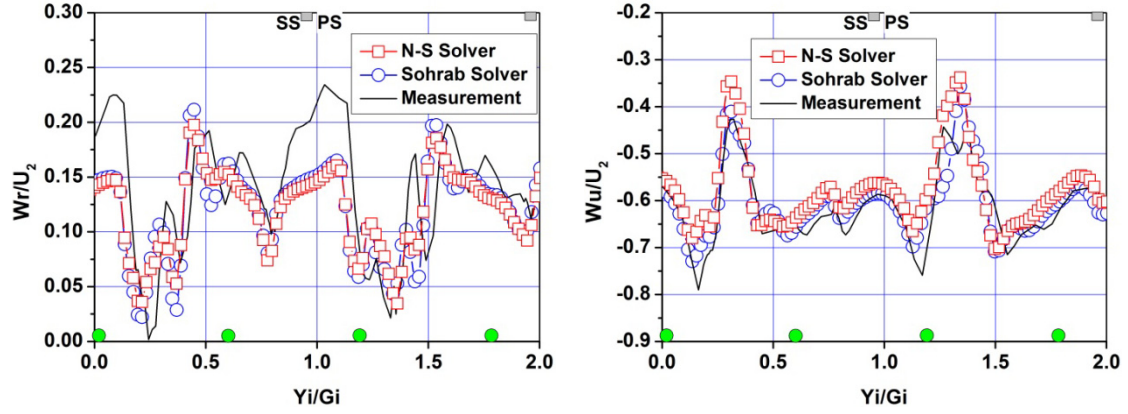 SS PS
N-S Solver
Sohrab Solver
Measurement
0.30
0.25
0.20
0.15
0.10
0.05
0.00
Wr/U2
0.0 0.5 1.0 1.5 2.0
Yi/Gi
SS PS
N-S Solver
Sohrab Solver
Measurement
-0.2
-0.3
-0.4
-0.5
-0.6
-0.7
-0.8
-0.9
Wu/U2
0.0 0.5 1.0 1.5 2.0
Yi/Gi